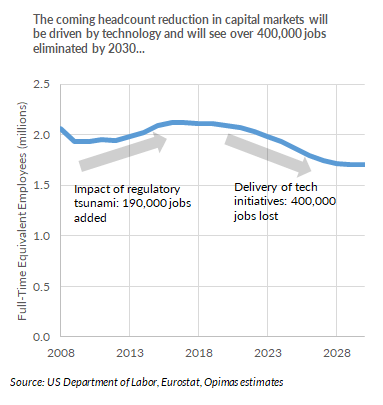 The coming headcount reduction in capital markets will
be driven by technology and will see over 400,000 jobs
eliminated by 2030...
Full-Time Equivalent Employees (millions)
2.5
2.0
1.5
1.0
0.5
0.0
Impact of regulatory
tsunami: 190,000 jobs
added
Delivery of tech
initiatives: 400,000
jobs lost
2008
2013
2018
2023
2028
Source: US Department of Labor, Eurostat, Opimas estimates